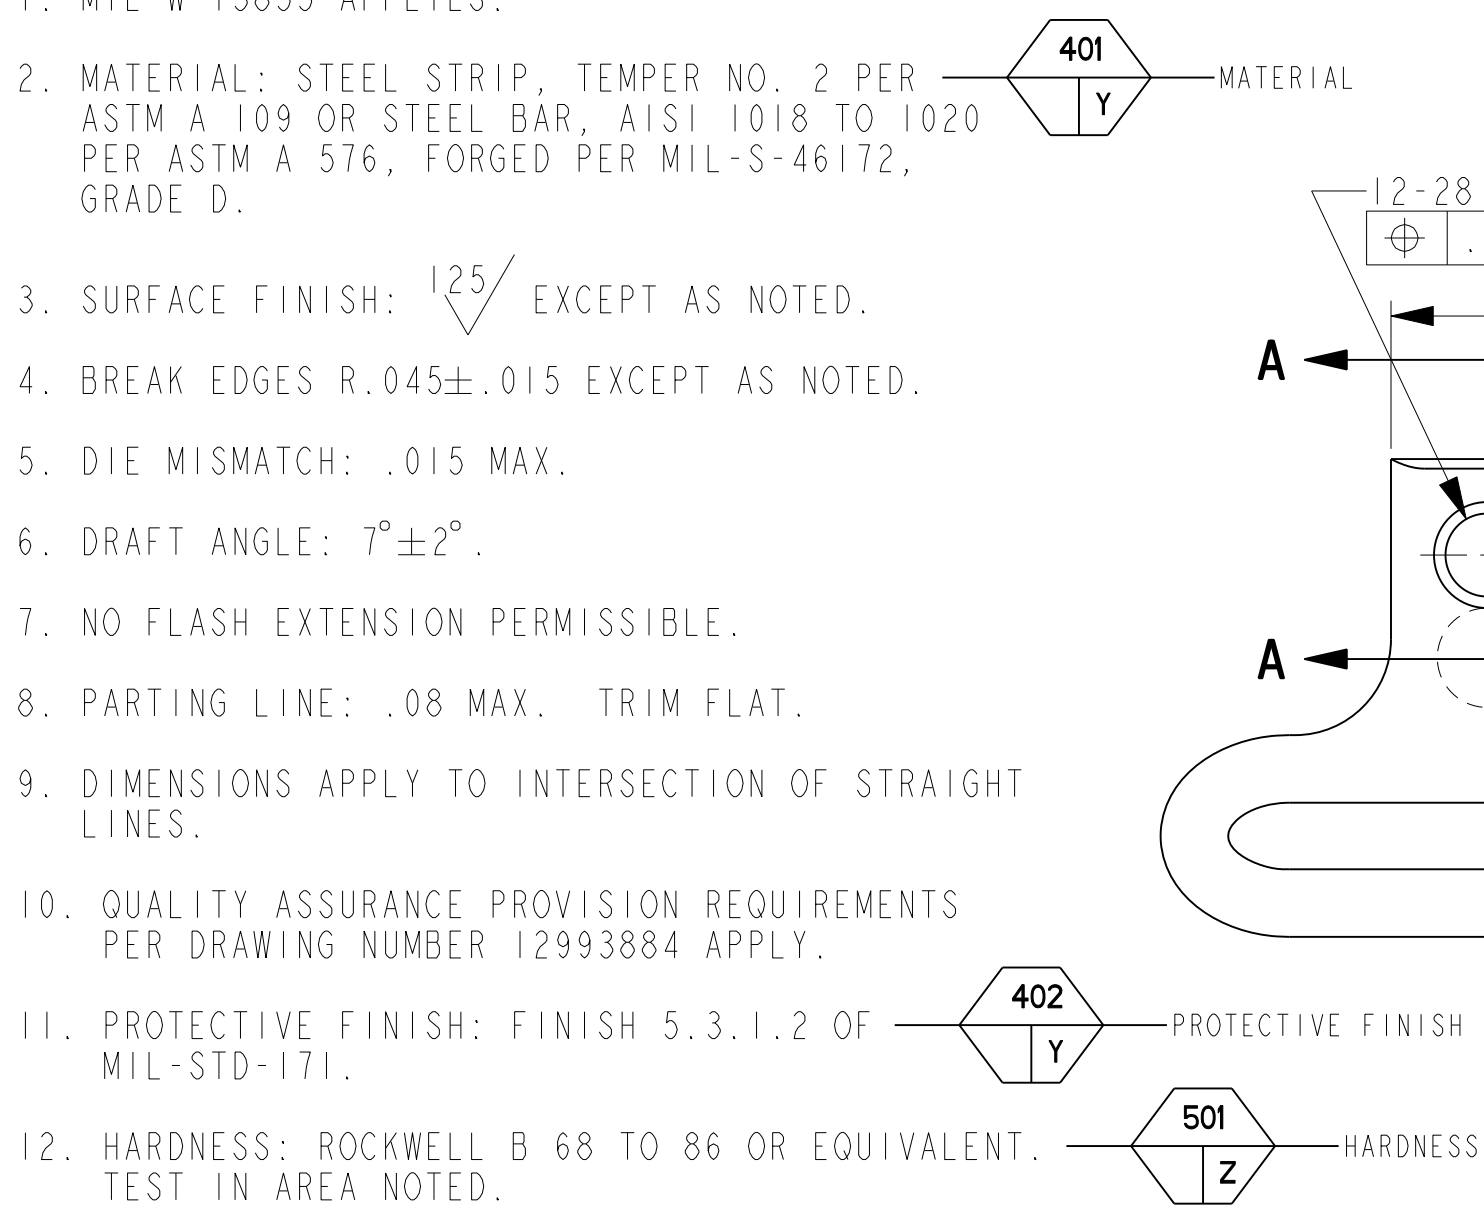 2. MATERIAL: STEEL STRIP, TEMPER NO. 2 PER
ASTM A 109 OR STEEL BAR, AISI 1018 TO 1020
PER ASTM A 576, FORGED PER MIL-S-46172,
GRADE D.
401
Y
MATERIAL
12-28
.
3. SURFACE FINISH: 125 EXCEPT AS NOTED.
A
4. BREAK EDGES R.045±.015 EXCEPT AS NOTED.
5. DIE MISMATCH: .015 MAX.
6. DRAFT ANGLE: 7°±2°.
7. NO FLASH EXTENSION PERMISSIBLE.
A
8. PARTING LINE: .08 MAX. TRIM FLAT.
9. DIMENSIONS APPLY TO INTERSECTION OF STRAIGHT
LINES.
10. QUALITY ASSURANCE PROVISION REQUIREMENTS
PER DRAWING NUMBER 12993884 APPLY.
11. PROTECTIVE FINISH: FINISH 5.3.1.2 OF
MIL-STD-171.
402
Y
PROTECTIVE FINISH
12. HARDNESS: ROCKWELL B 68 TO 86 OR EQUIVALENT.
TEST IN AREA NOTED.
501
Z
HARDNESS